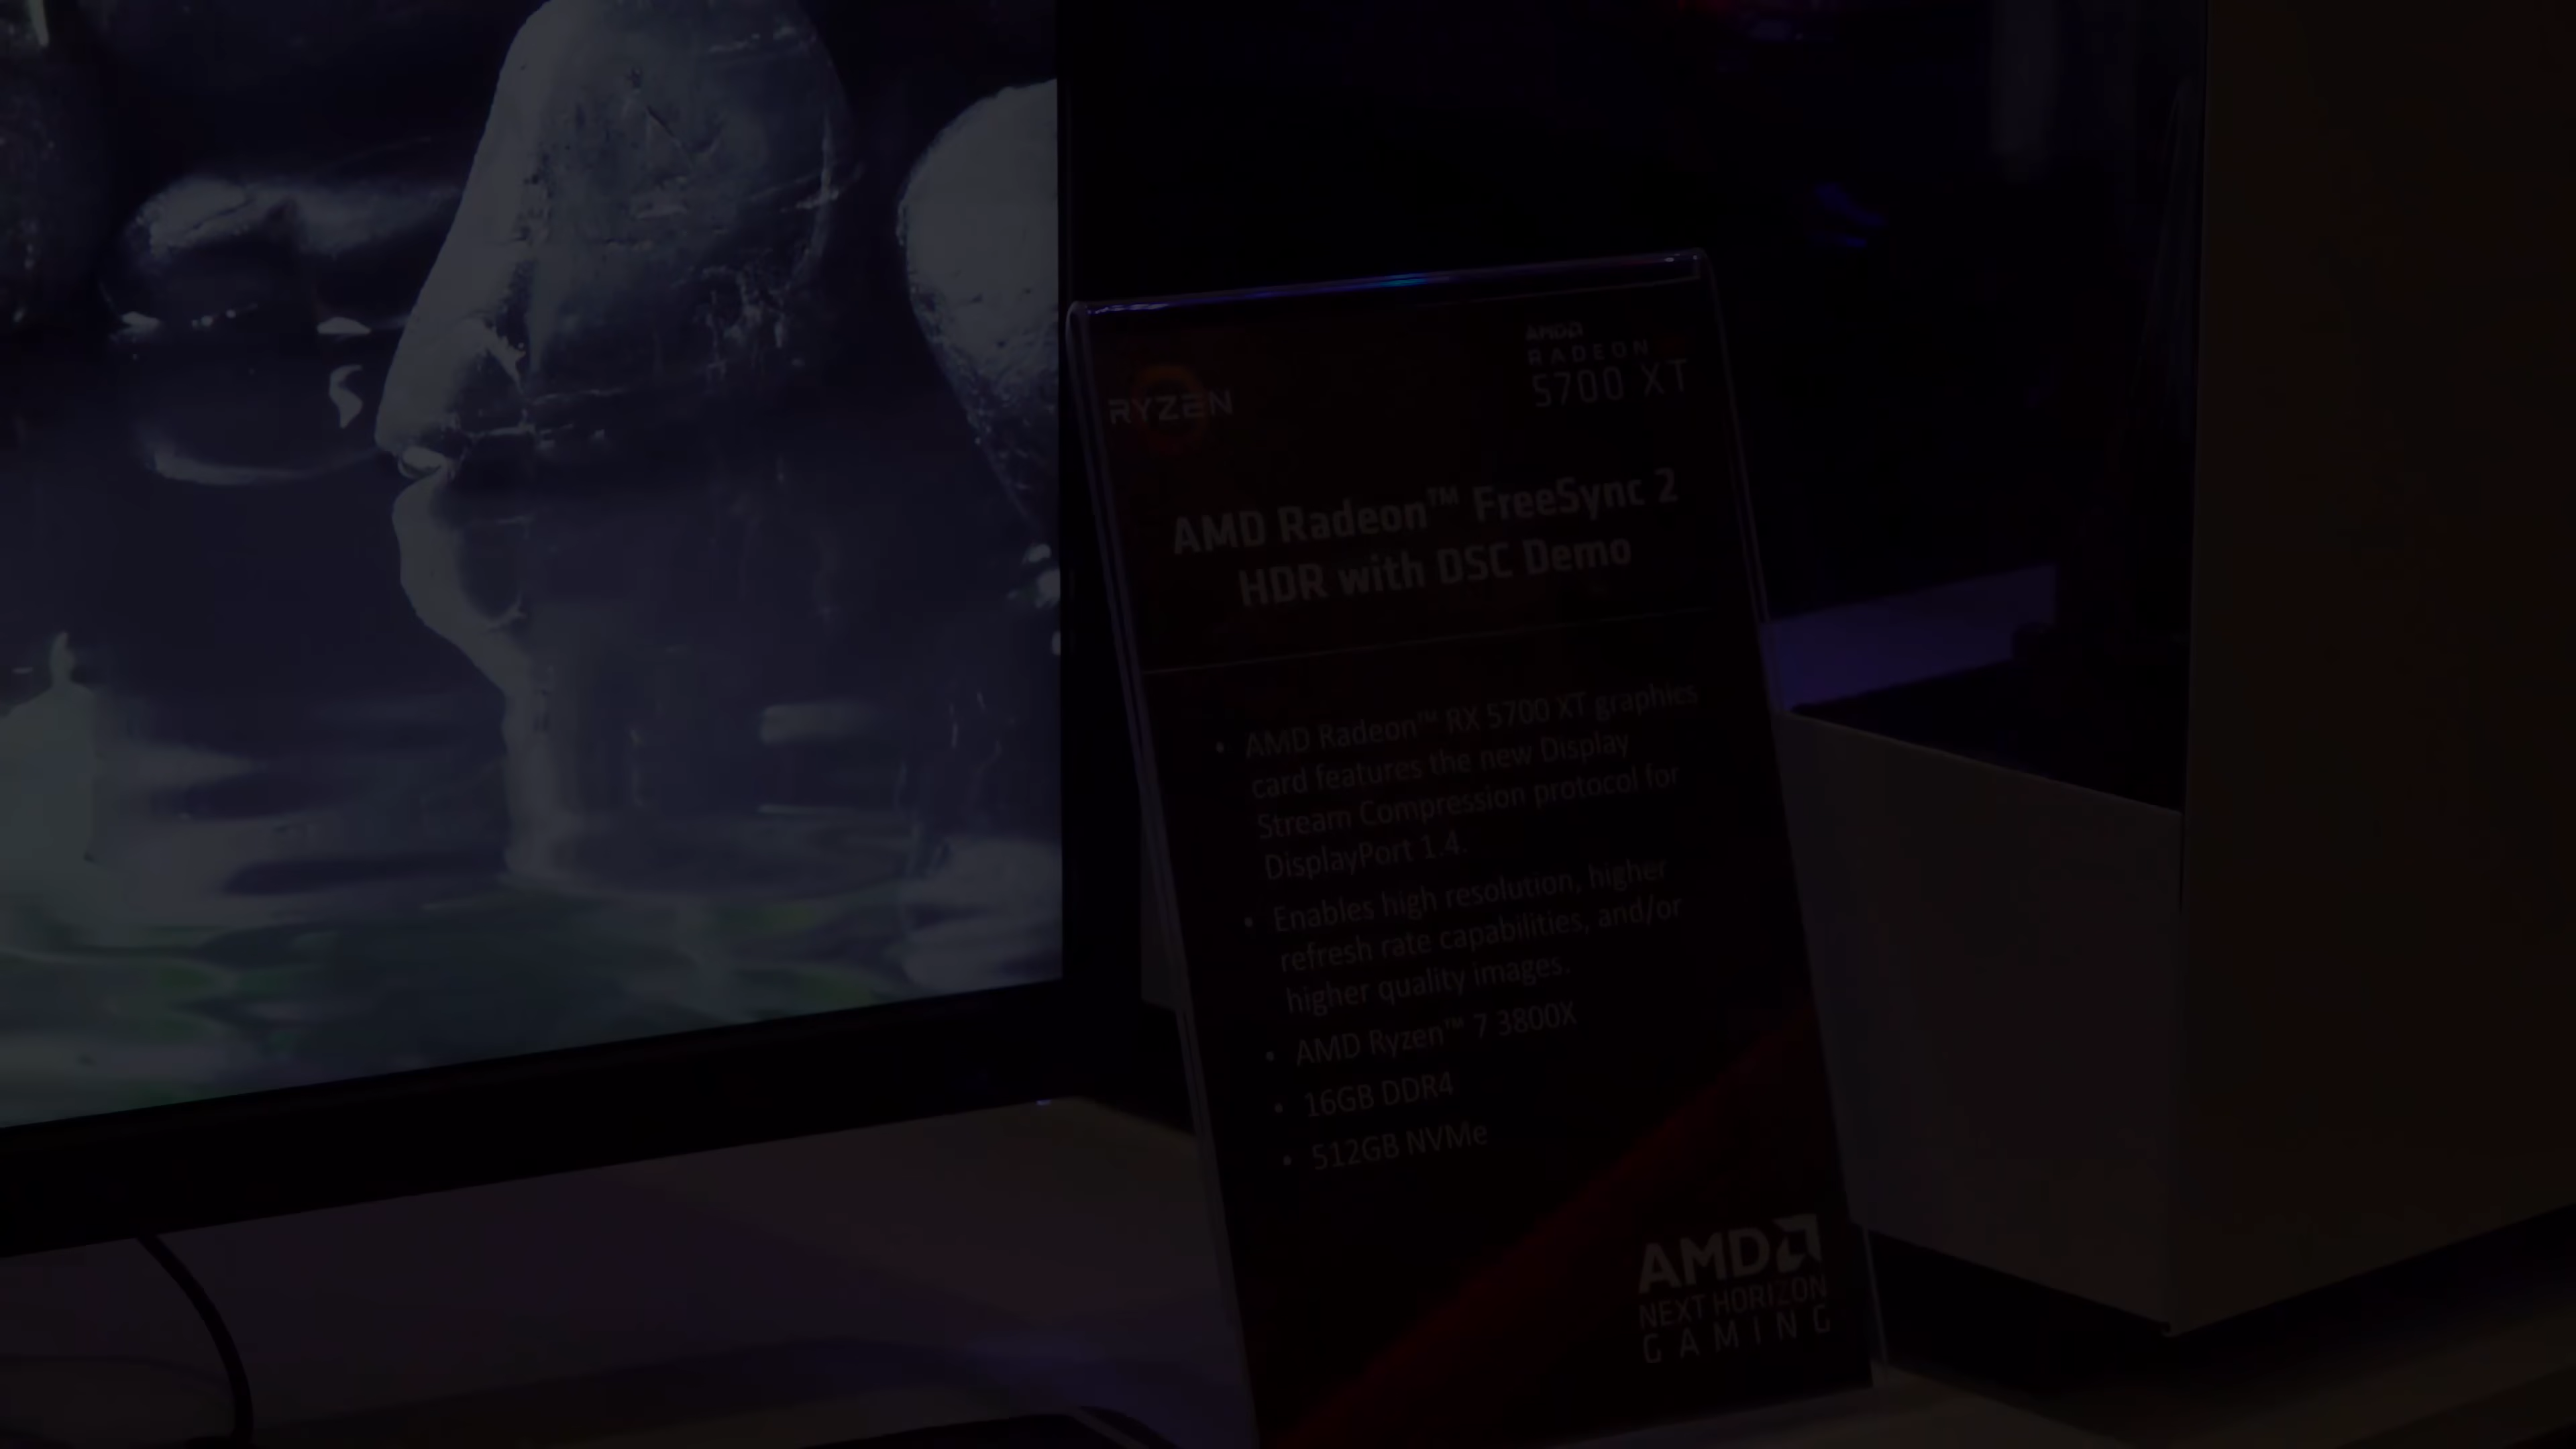 RYZEN
AMD
RADEON
5700 XT
AMD Radeon™ FreeSync 2
HDR with DSC Demo
• AMD Radeon™ RX 5700 XT graphics
card features the new Display
Stream Compression protocol for
DisplayPort 1.4.
• Enables high resolution, higher
refresh rate capabilities, and/or
higher quality images.
• AMD Ryzen™ 7 3800X
• 16GB DDR4
• 512GB NVMe
AMD
NEXT HORIZON
GAMING